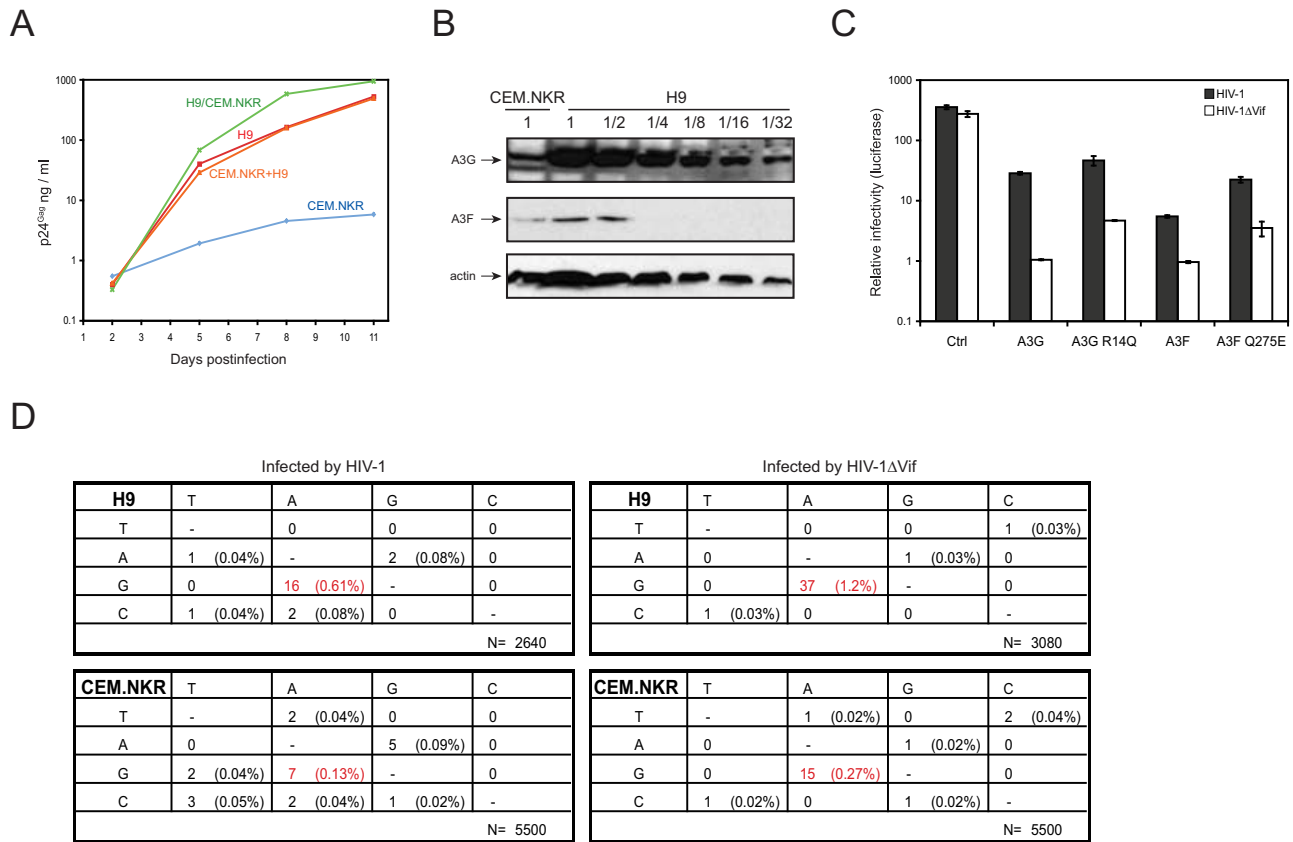 A
B
C
1000
100
10
1
0.1
p24Gag ng / ml
H9/CEM.NKR
H9
CEM.NKR+H9
CEM.NKR
1 2 3 4 5 6 7 8 9 10 11
Days postinfection
CEM.NKR H9
1 1 1/2 1/4 1/8 1/16 1/32
A3G
A3F
actin
1000
100
10
1
0.1
Relative infectivity (luciferase)
HIV-1
HIV-1ΔVif
Ctrl A3G A3G R14Q A3F A3F Q275E
D
Infected by HIV-1
H9 T A G C
T - 0 0 0
A 1 (0.04%) - 2 (0.08%) 0
G 0 16 (0.61%) - 0
C 1 (0.04%) 2 (0.08%) 0 -
N= 2640
CEM.NKR T A G C
T - 2 (0.04%) 0 0
A 0 - 5 (0.09%) 0
G 2 (0.04%) 7 (0.13%) - 0
C 3 (0.05%) 2 (0.04%) 1 (0.02%) -
N= 5500
Infected by HIV-1ΔVif
H9 T A G C
T - 0 0 1 (0.03%)
A 0 - 1 (0.03%) 0
G 0 37 (1.2%) - 0
C 1 (0.03%) 0 0 -
N= 3080
CEM.NKR T A G C
T - 1 (0.02%) 0 2 (0.04%)
A 0 - 1 (0.02%) 0
G 0 15 (0.27%) - 0
C 1 (0.02%) 0 1 (0.02%) -
N= 5500